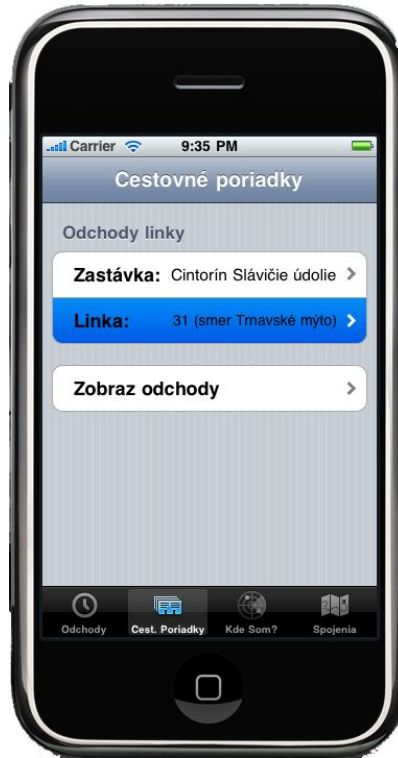 Carrier 9:35 PM
Cestovné poriadky
Odchody linky
Zastávka: Cintorín Slávičie údolie
Linka: 31 (smer Trnavské mýto)
Zobraz odchody
Odchody Cest. Poriadky Kde Som? Spojenia